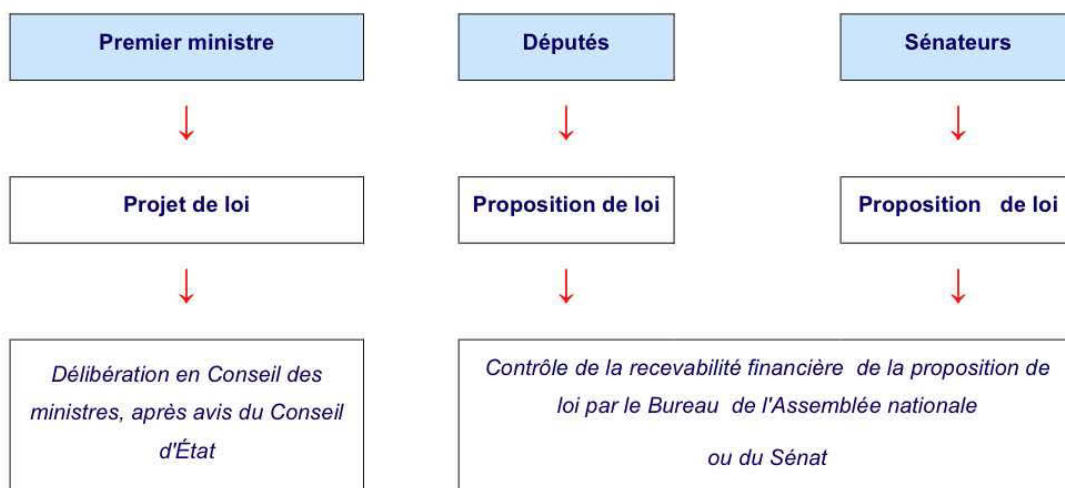 Premier ministre
Députés
Sénateurs
Projet de loi
Proposition de loi
Proposition de loi
Délibération en Conseil des
ministres, après avis du Conseil
d'État
Contrôle de la recevabilité financière de la proposition de
loi par le Bureau de l'Assemblée nationale
ou du Sénat